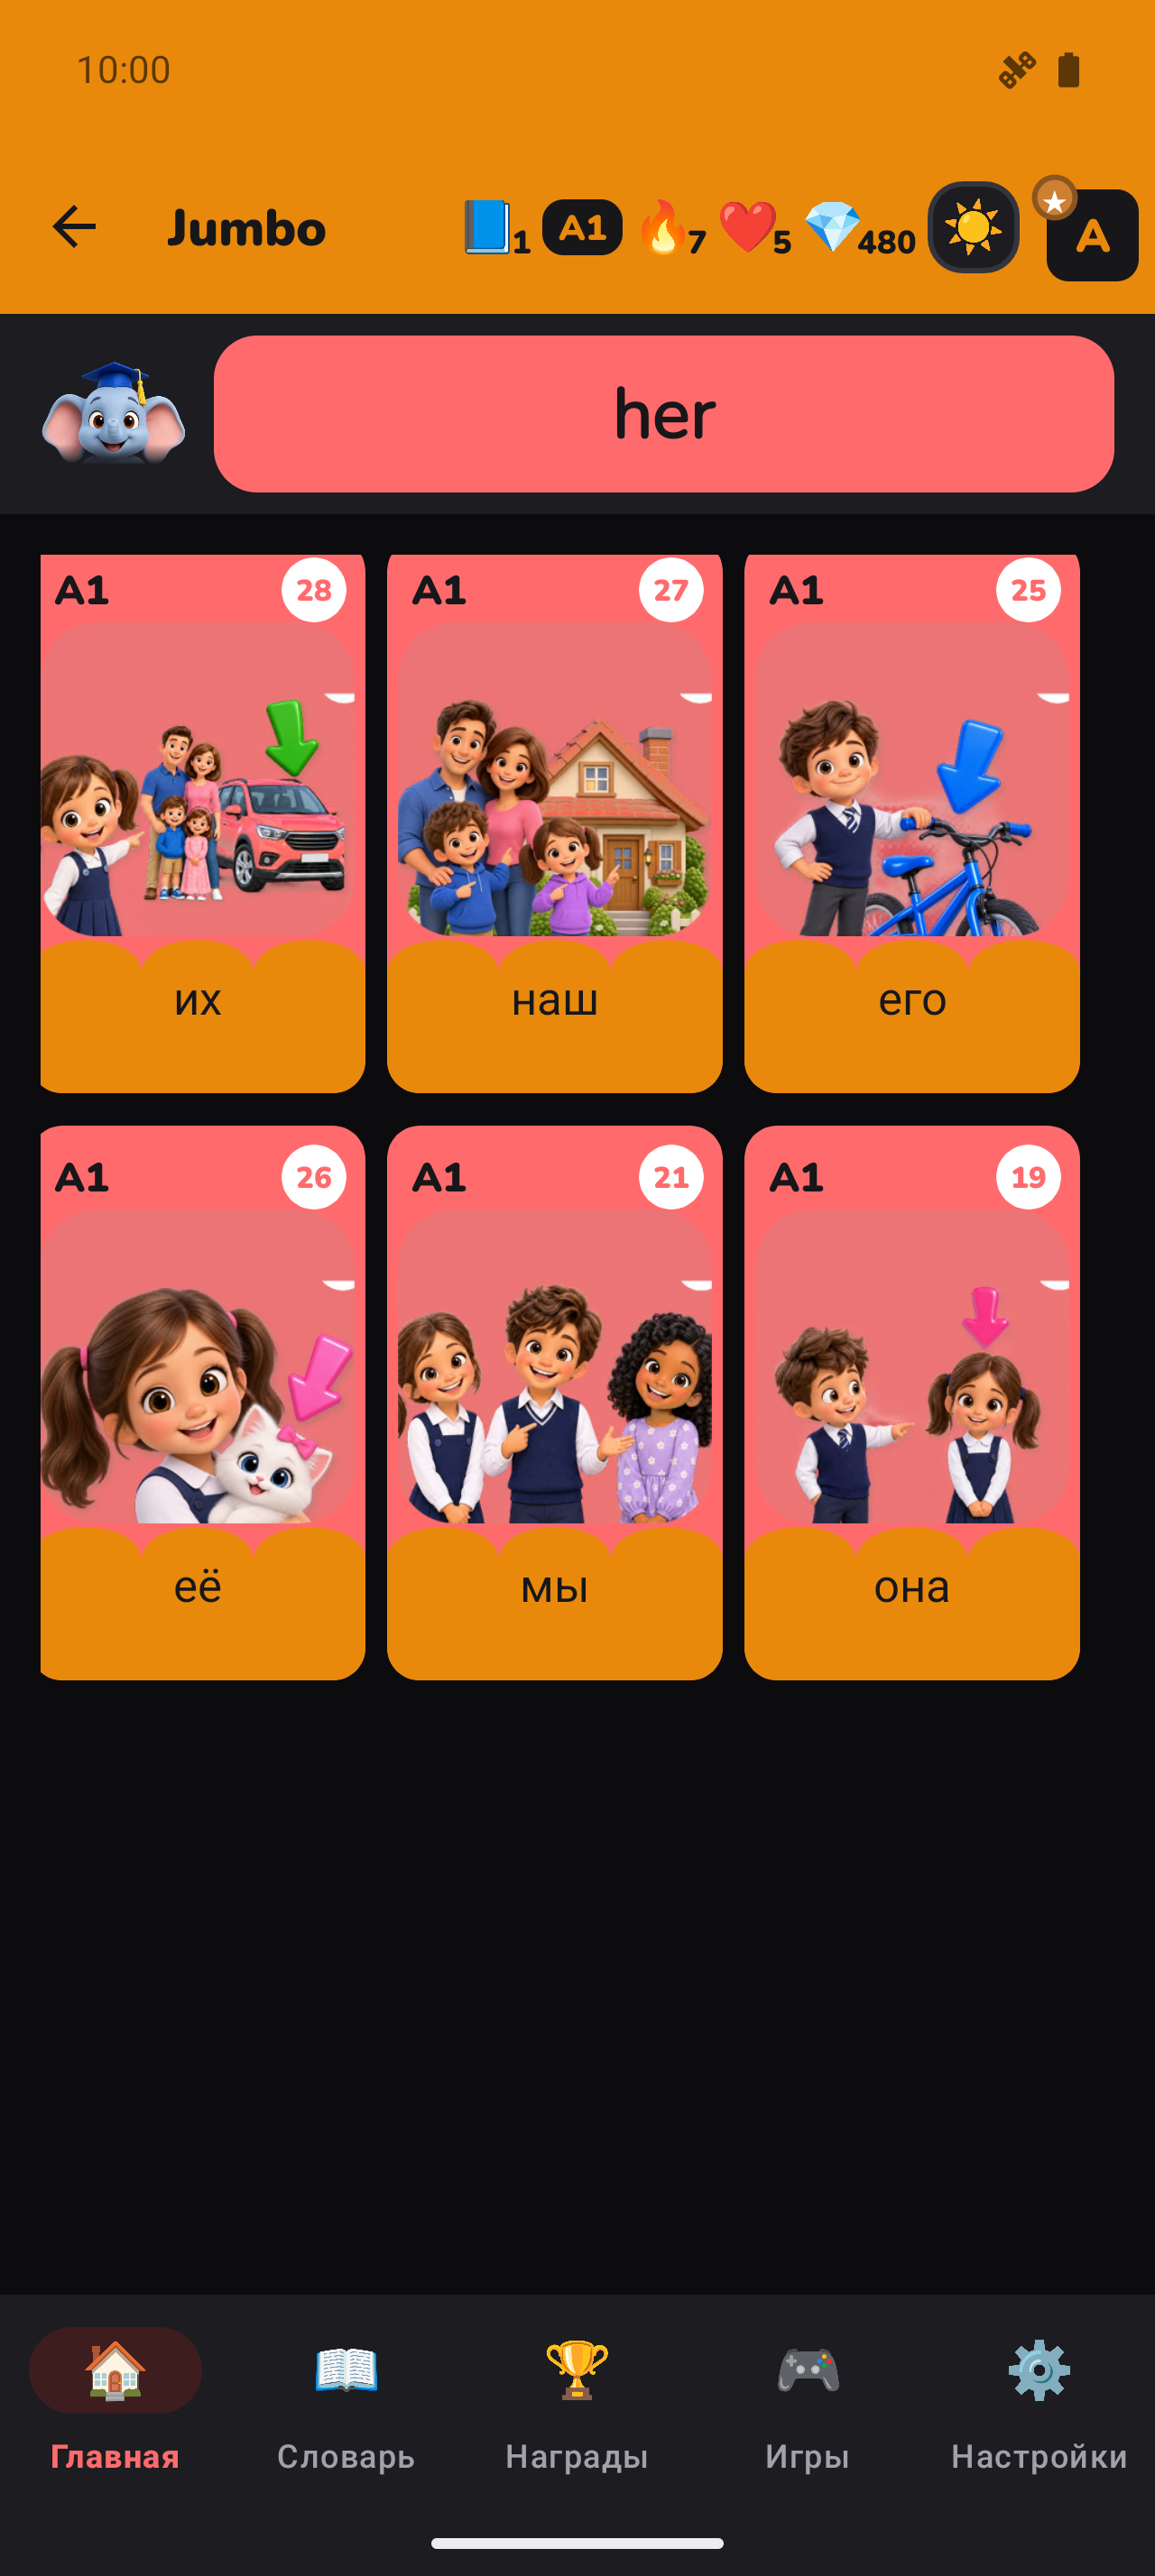 10:00
Jumbo 1 A1 7 5 480 A
her
A1 28 A1 27 A1 25
их наш его
A1 26 A1 21 A1 19
её мы она
Главная Словарь Награды Игры Настройки